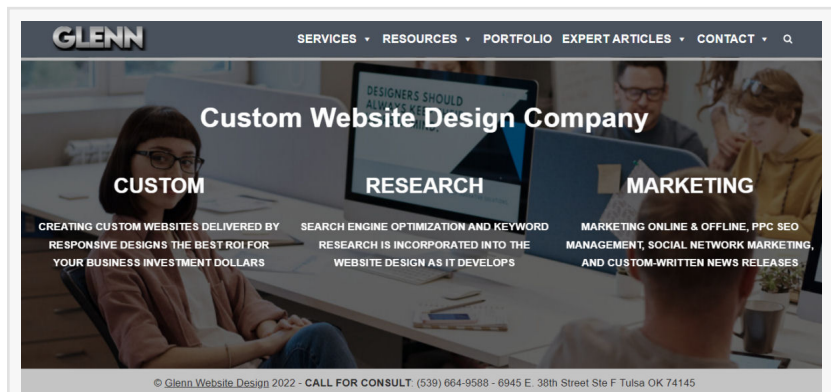 GLENN
SERVICES ▾ RESOURCES ▾ PORTFOLIO EXPERT ARTICLES ▾ CONTACT ▾
DESIGNERS SHOULD
ALWAYS KEEP
Custom Website Design Company
CUSTOM
CREATING CUSTOM WEBSITES DELIVERED BY
RESPONSIVE DESIGNS THE BEST ROI FOR
YOUR BUSINESS INVESTMENT DOLLARS
RESEARCH
SEARCH ENGINE OPTIMIZATION AND KEYWORD
RESEARCH IS INCORPORATED INTO THE
WEBSITE DESIGN AS IT DEVELOPS
MARKETING
MARKETING ONLINE & OFFLINE, PPC SEO
MANAGEMENT, SOCIAL NETWORK MARKETING,
AND CUSTOM-WRITTEN NEWS RELEASES
© Glenn Website Design 2022 - CALL FOR CONSULT: (539) 664-9588 - 6945 E. 38th Street Ste F Tulsa OK 74145